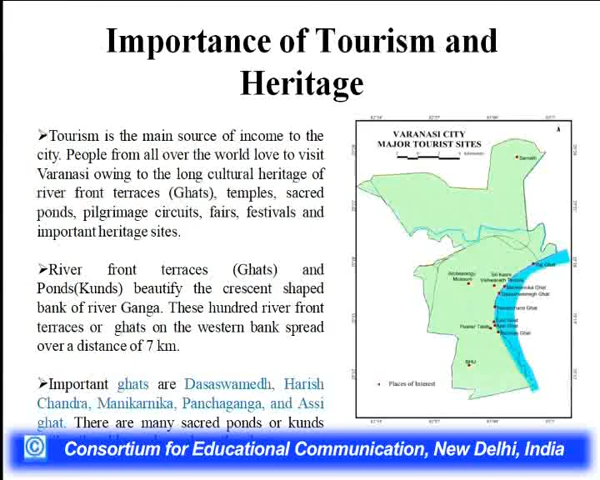 Importance of Tourism and
Heritage
➢Tourism is the main source of income to the
city. People from all over the world love to visit
Varanasi owing to the long cultural heritage of
river front terraces (Ghats), temples, sacred
ponds, pilgrimage circuits, fairs, festivals and
important heritage sites.
➢River front terraces (Ghats) and
Ponds(Kunds) beautify the crescent shaped
bank of river Ganga. These hundred river front
terraces or ghats on the western bank spread
over a distance of 7 km.
➢Important ghats are Dasaswamedh, Harish
Chandra, Manikarnika, Panchaganga, and Assi
ghat. There are many sacred ponds or kunds
VARANASI CITY
MAJOR TOURIST SITES
Sarnath
Raj Ghat
Museum
Manikarnika Ghat
BHU
Places of Interest
© Consortium for Educational Communication, New Delhi, India